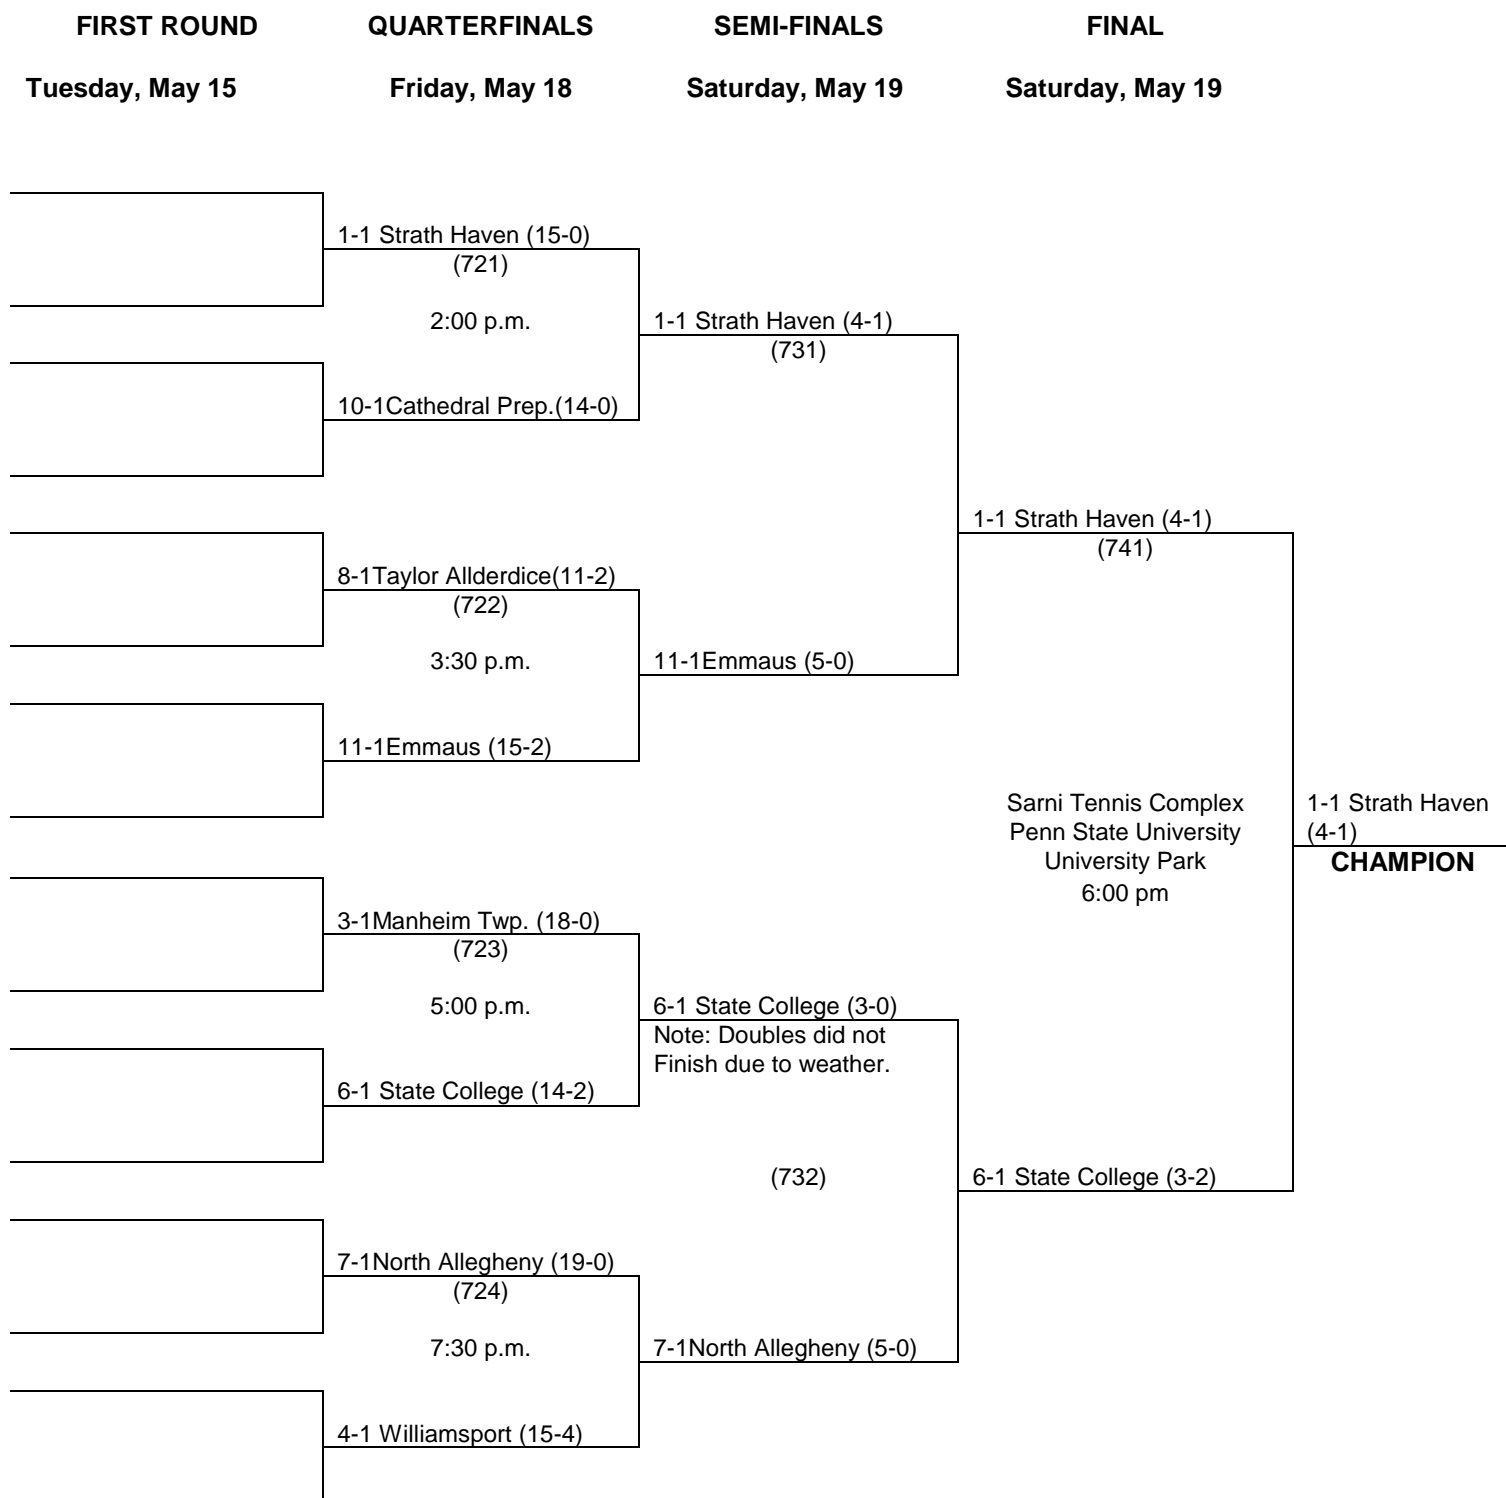 FIRST ROUND QUARTERFINALS SEMI-FINALS FINAL
Tuesday, May 15 Friday, May 18 Saturday, May 19 Saturday, May 19
1-1 Strath Haven (15-0)
(721)
2:00 p.m.
1-1 Strath Haven (4-1)
(731)
10-1Cathedral Prep.(14-0)
1-1 Strath Haven (4-1)
(741)
8-1Taylor Allderdice(11-2)
(722)
3:30 p.m.
11-1Emmaus (5-0)
11-1Emmaus (15-2)
Sarni Tennis Complex
Penn State University
University Park
6:00 pm
1-1 Strath Haven
(4-1)
CHAMPION
3-1Manheim Twp. (18-0)
(723)
5:00 p.m.
6-1 State College (3-0)
Note: Doubles did not
Finish due to weather.
6-1 State College (14-2)
(732)
6-1 State College (3-2)
7-1North Allegheny (19-0)
(724)
7:30 p.m.
7-1North Allegheny (5-0)
4-1 Williamsport (15-4)